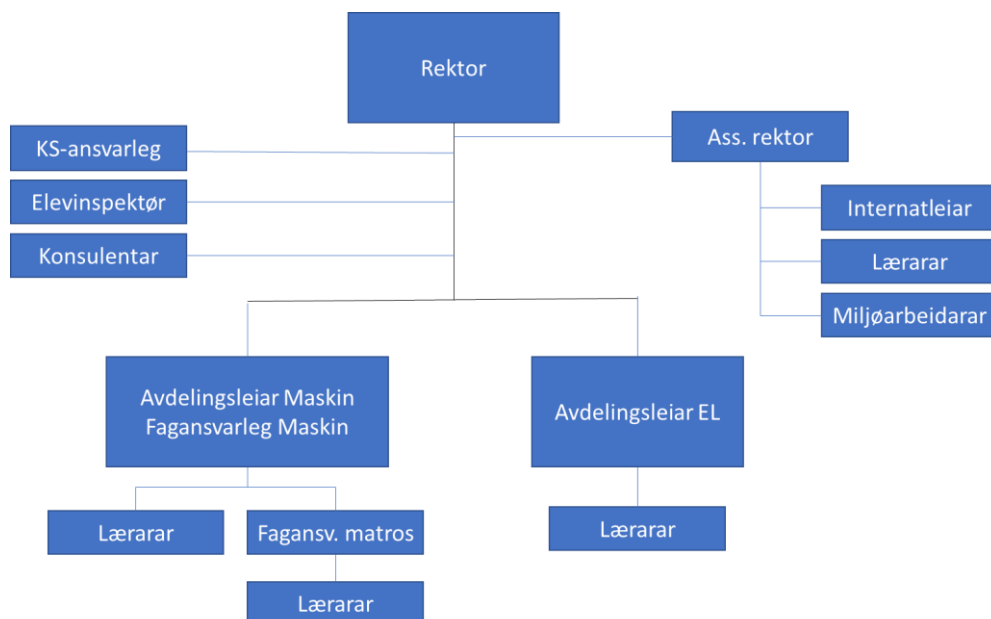 Rektor
KS-ansvarleg
Ass. rektor
Elevinspektør
Internatleiar
Konsulentar
Lærarar
Miljøarbeidarar
Avdelingsleiar Maskin
Fagansvarleg Maskin
Avdelingsleiar EL
Lærarar
Fagansv. matros
Lærarar
Lærarar